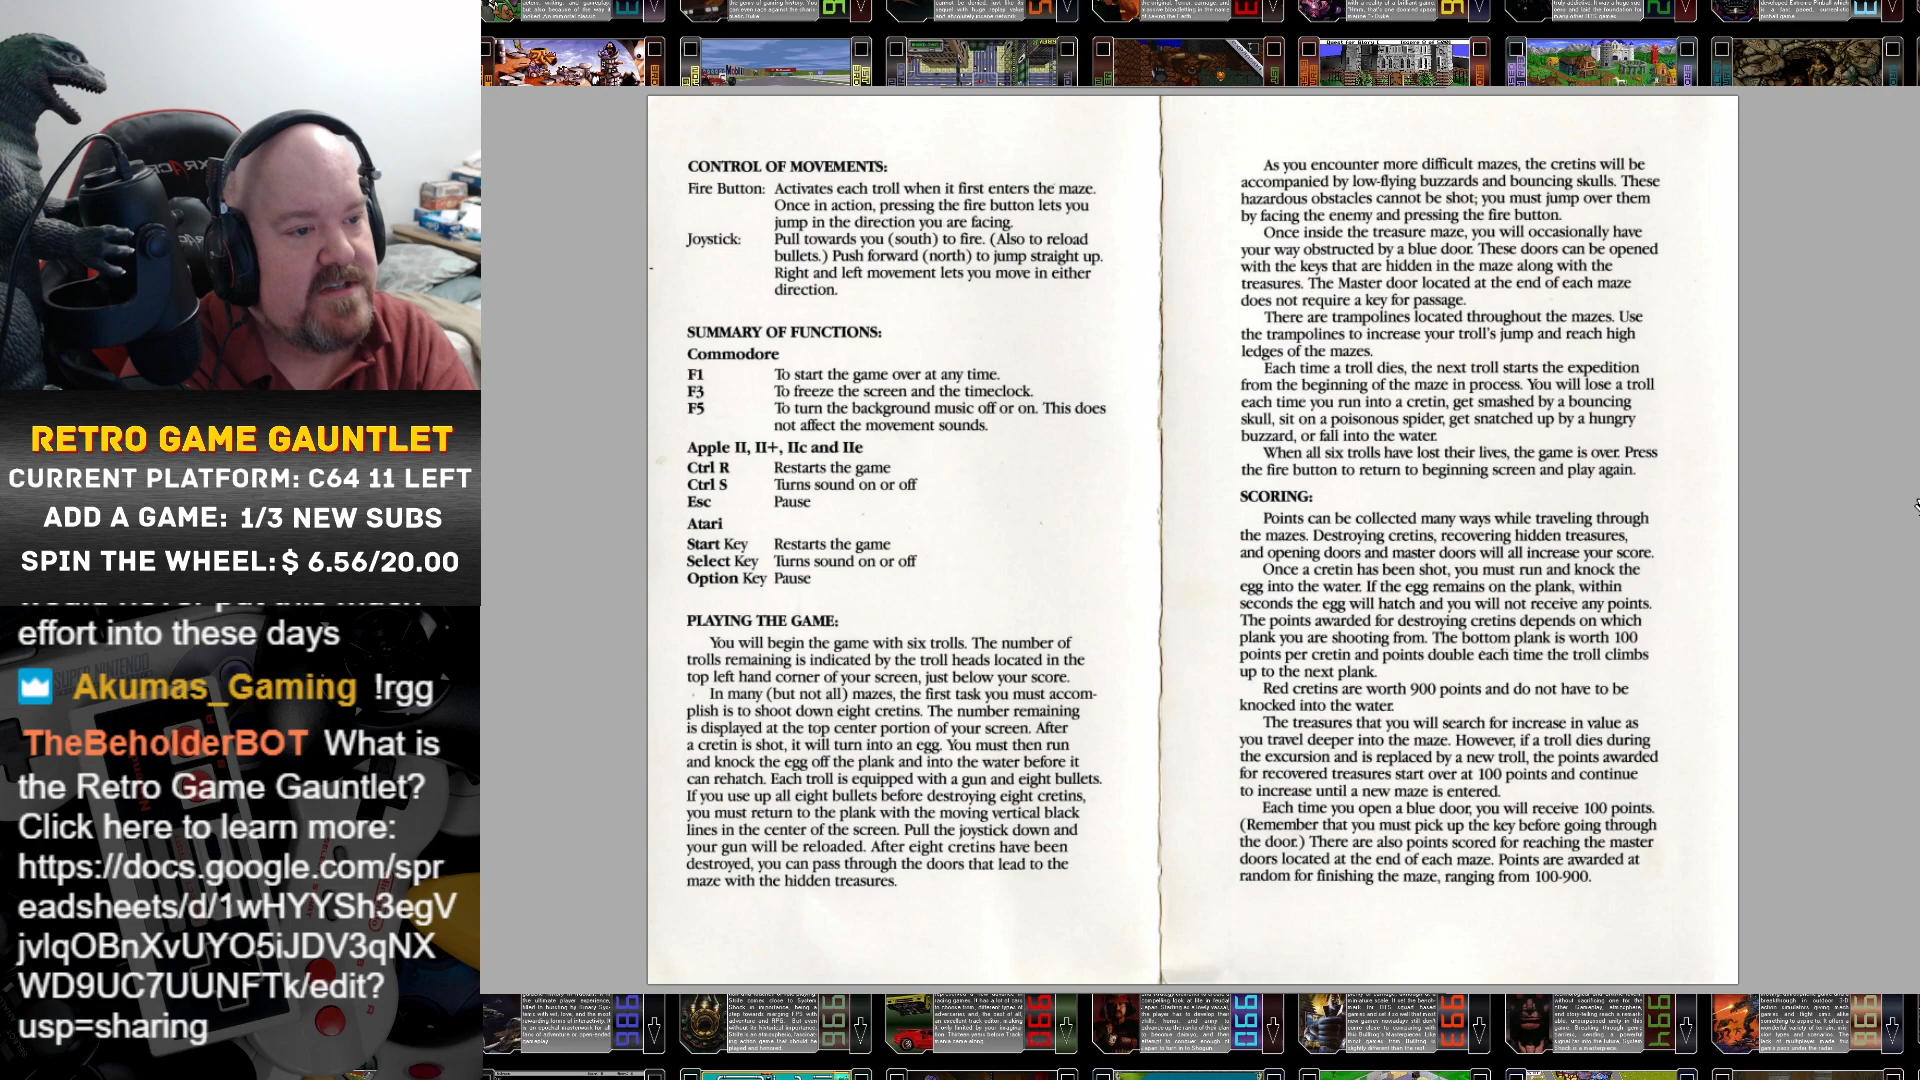 RETRO GAME GAUNTLET
CURRENT PLATFORM: C64 11 LEFT
ADD A GAME: 1/3 NEW SUBS
SPIN THE WHEEL: $ 6.56/20.00
effort into these days
Akumas_Gaming !rgg
TheBeholderBOT What is
the Retro Game Gauntlet?
Click here to learn more:
https://docs.google.com/spr
eadsheets/d/1wHYYSh3egV
jvlqOBnXvUYO5iJDV3qNX
WD9UC7UUNFTk/edit?
usp=sharing
CONTROL OF MOVEMENTS:
Fire Button: Activates each troll when it first enters the maze.
Once in action, pressing the fire button lets you
jump in the direction you are facing.
Joystick: Pull towards you (south) to fire. (Also to reload
bullets.) Push forward (north) to jump straight up.
Right and left movement lets you move in either
direction.
SUMMARY OF FUNCTIONS:
Commodore
F1 To start the game over at any time.
F3 To freeze the screen and the timeclock.
F5 To turn the background music off or on. This does
not affect the movement sounds.
Apple II, II+, IIc and IIe
Ctrl R Restarts the game
Ctrl S Turns sound on or off
Esc Pause
Atari
Start Key Restarts the game
Select Key Turns sound on or off
Option Key Pause
PLAYING THE GAME:
You will begin the game with six trolls. The number of
trolls remaining is indicated by the troll heads located in the
top left hand corner of your screen, just below your score.
In many (but not all) mazes, the first task you must accom-
plish is to shoot down eight cretins. The number remaining
is displayed at the top center portion of your screen. After
a cretin is shot, it will turn into an egg. You must then run
and knock the egg off the plank and into the water before it
can rehatch. Each troll is equipped with a gun and eight bullets.
If you use up all eight bullets before destroying eight cretins,
you must return to the plank with the moving vertical black
lines in the center of the screen. Pull the joystick down and
your gun will be reloaded. After eight cretins have been
destroyed, you can pass through the doors that lead to the
maze with the hidden treasures.
As you encounter more difficult mazes, the cretins will be
accompanied by low-flying buzzards and bouncing skulls. These
hazardous obstacles cannot be shot; you must jump over them
by facing the enemy and pressing the fire button.
Once inside the treasure maze, you will occasionally have
your way obstructed by a blue door. These doors can be opened
with the keys that are hidden in the maze along with the
treasures. The Master door located at the end of each maze
does not require a key for passage.
There are trampolines located throughout the mazes. Use
the trampolines to increase your troll's jump and reach high
ledges of the mazes.
Each time a troll dies, the next troll starts the expedition
from the beginning of the maze in process. You will lose a troll
each time you run into a cretin, get smashed by a bouncing
skull, sit on a poisonous spider, get snatched up by a hungry
buzzard, or fall into the water.
When all six trolls have lost their lives, the game is over. Press
the fire button to return to beginning screen and play again.
SCORING:
Points can be collected many ways while traveling through
the mazes. Destroying cretins, recovering hidden treasures,
and opening doors and master doors will all increase your score.
Once a cretin has been shot, you must run and knock the
egg into the water. If the egg remains on the plank, within
seconds the egg will hatch and you will not receive any points.
The points awarded for destroying cretins depends on which
plank you are shooting from. The bottom plank is worth 100
points per cretin and points double each time the troll climbs
up to the next plank.
Red cretins are worth 900 points and do not have to be
knocked into the water.
The treasures that you will search for increase in value as
you travel deeper into the maze. However, if a troll dies during
the excursion and is replaced by a new troll, the points awarded
for recovered treasures start over at 100 points and continue
to increase until a new maze is entered.
Each time you open a blue door, you will receive 100 points.
(Remember that you must pick up the key before going through
the door.) There are also points scored for reaching the master
doors located at the end of each maze. Points are awarded at
random for finishing the maze, ranging from 100-900.